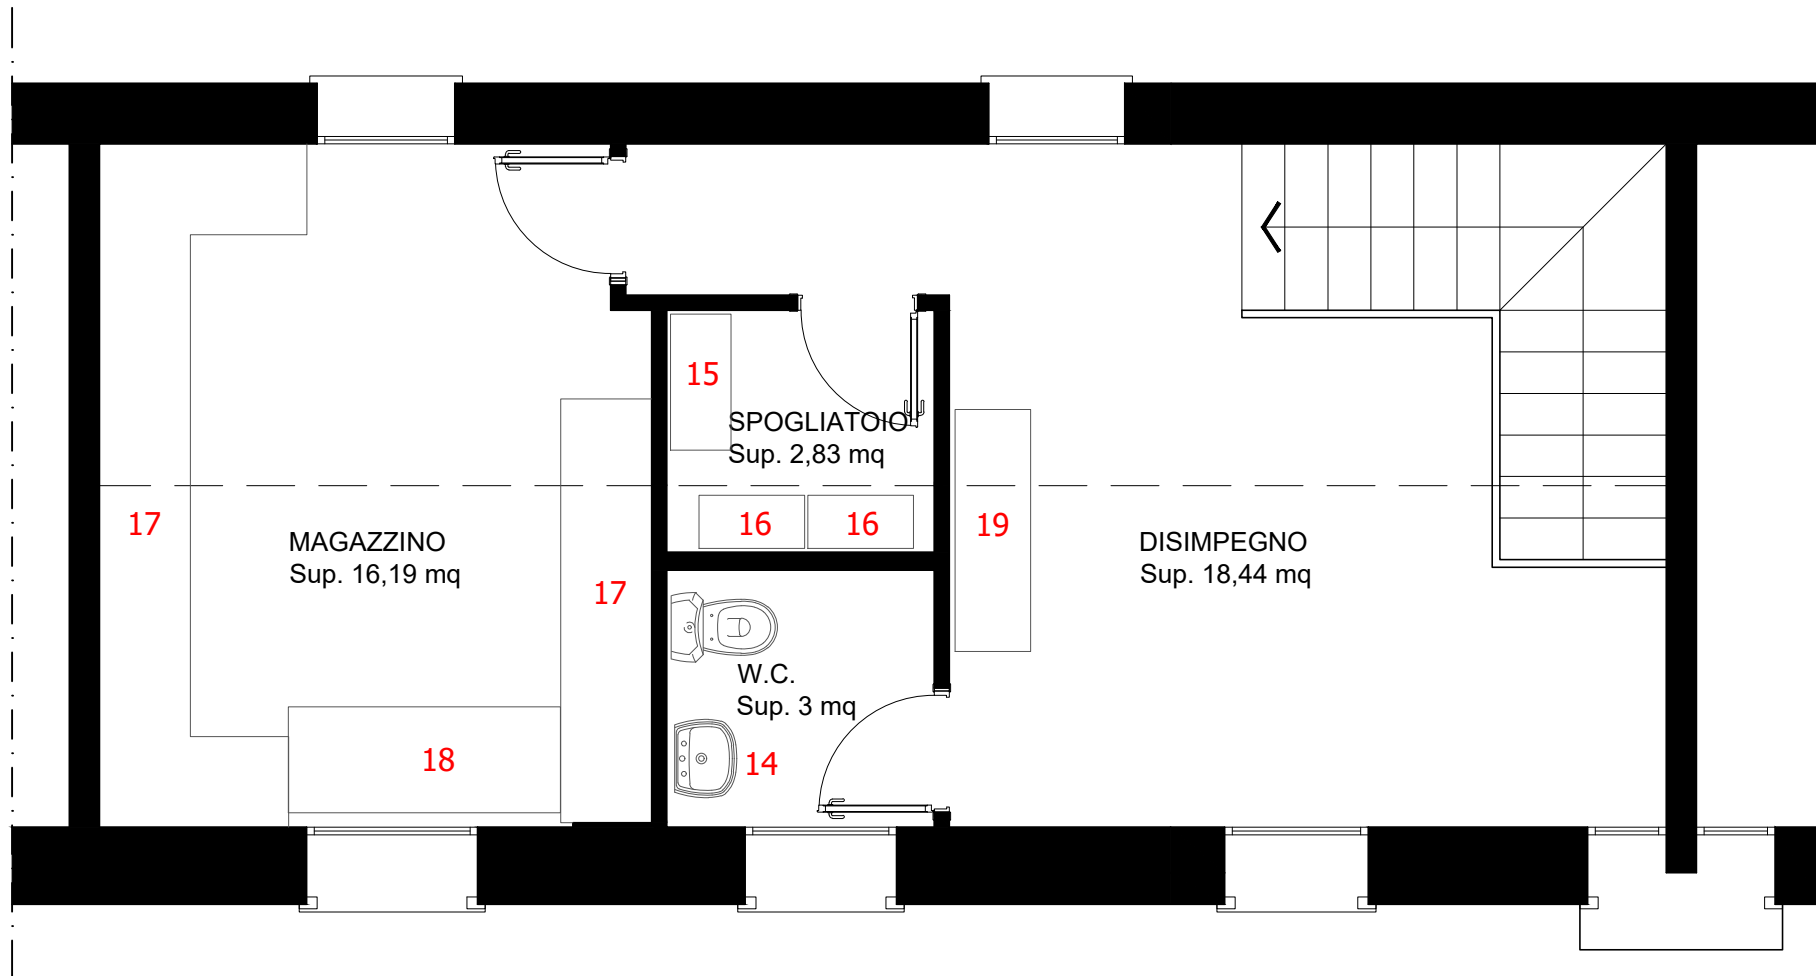 15
SPOGLIATOIO
Sup. 2,83 mq
17
16
16
19
MAGAZZINO
Sup. 16,19 mq
DISIMPEGNO
Sup. 18,44 mq
17
W.C.
Sup. 3 mq
18
14